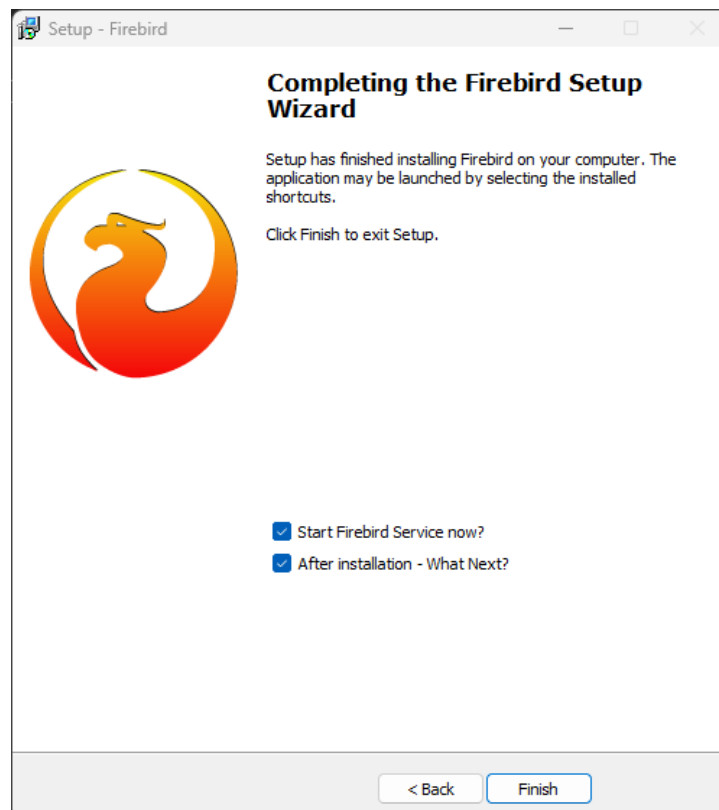 Setup - Firebird
Completing the Firebird Setup
Wizard
Setup has finished installing Firebird on your computer. The
application may be launched by selecting the installed
shortcuts.
Click Finish to exit Setup.
Start Firebird Service now?
After installation - What Next?
< Back
Finish